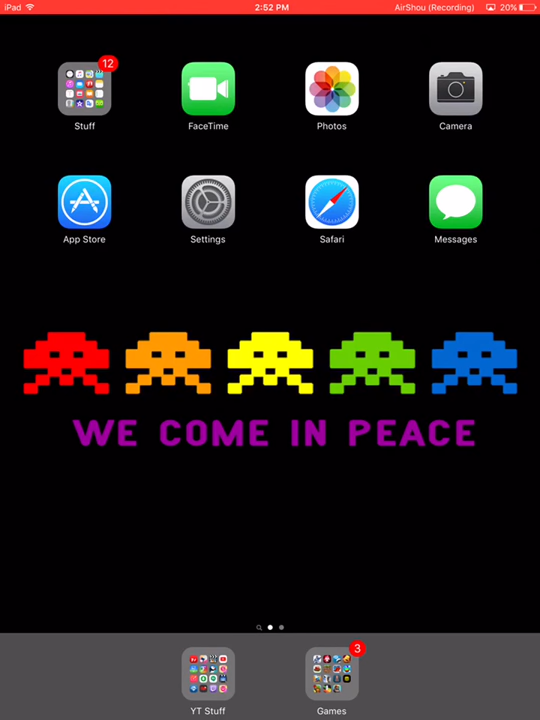 iPad 2:52 PM AirShou (Recording) 20%
12
Stuff FaceTime Photos Camera
App Store Settings Safari Messages
WE COME IN PEACE
3
YT Stuff Games